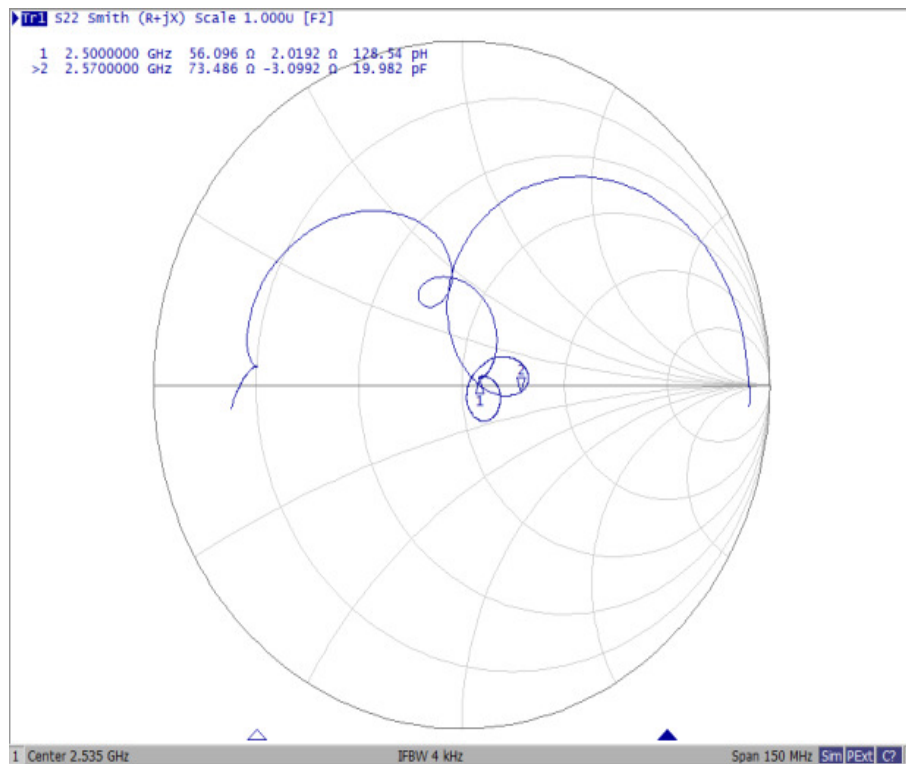 Tr1 S22 Smith (R+jX) Scale 1.000U [F2]
1 2.5000000 GHz 56.096 Ω 2.0192 Ω 128.54 pH
>2 2.5700000 GHz 73.486 Ω -3.0992 Ω 19.982 pF
2
1
1 Center 2.535 GHz IFBW 4 kHz Span 150 MHz Sim PExt C?